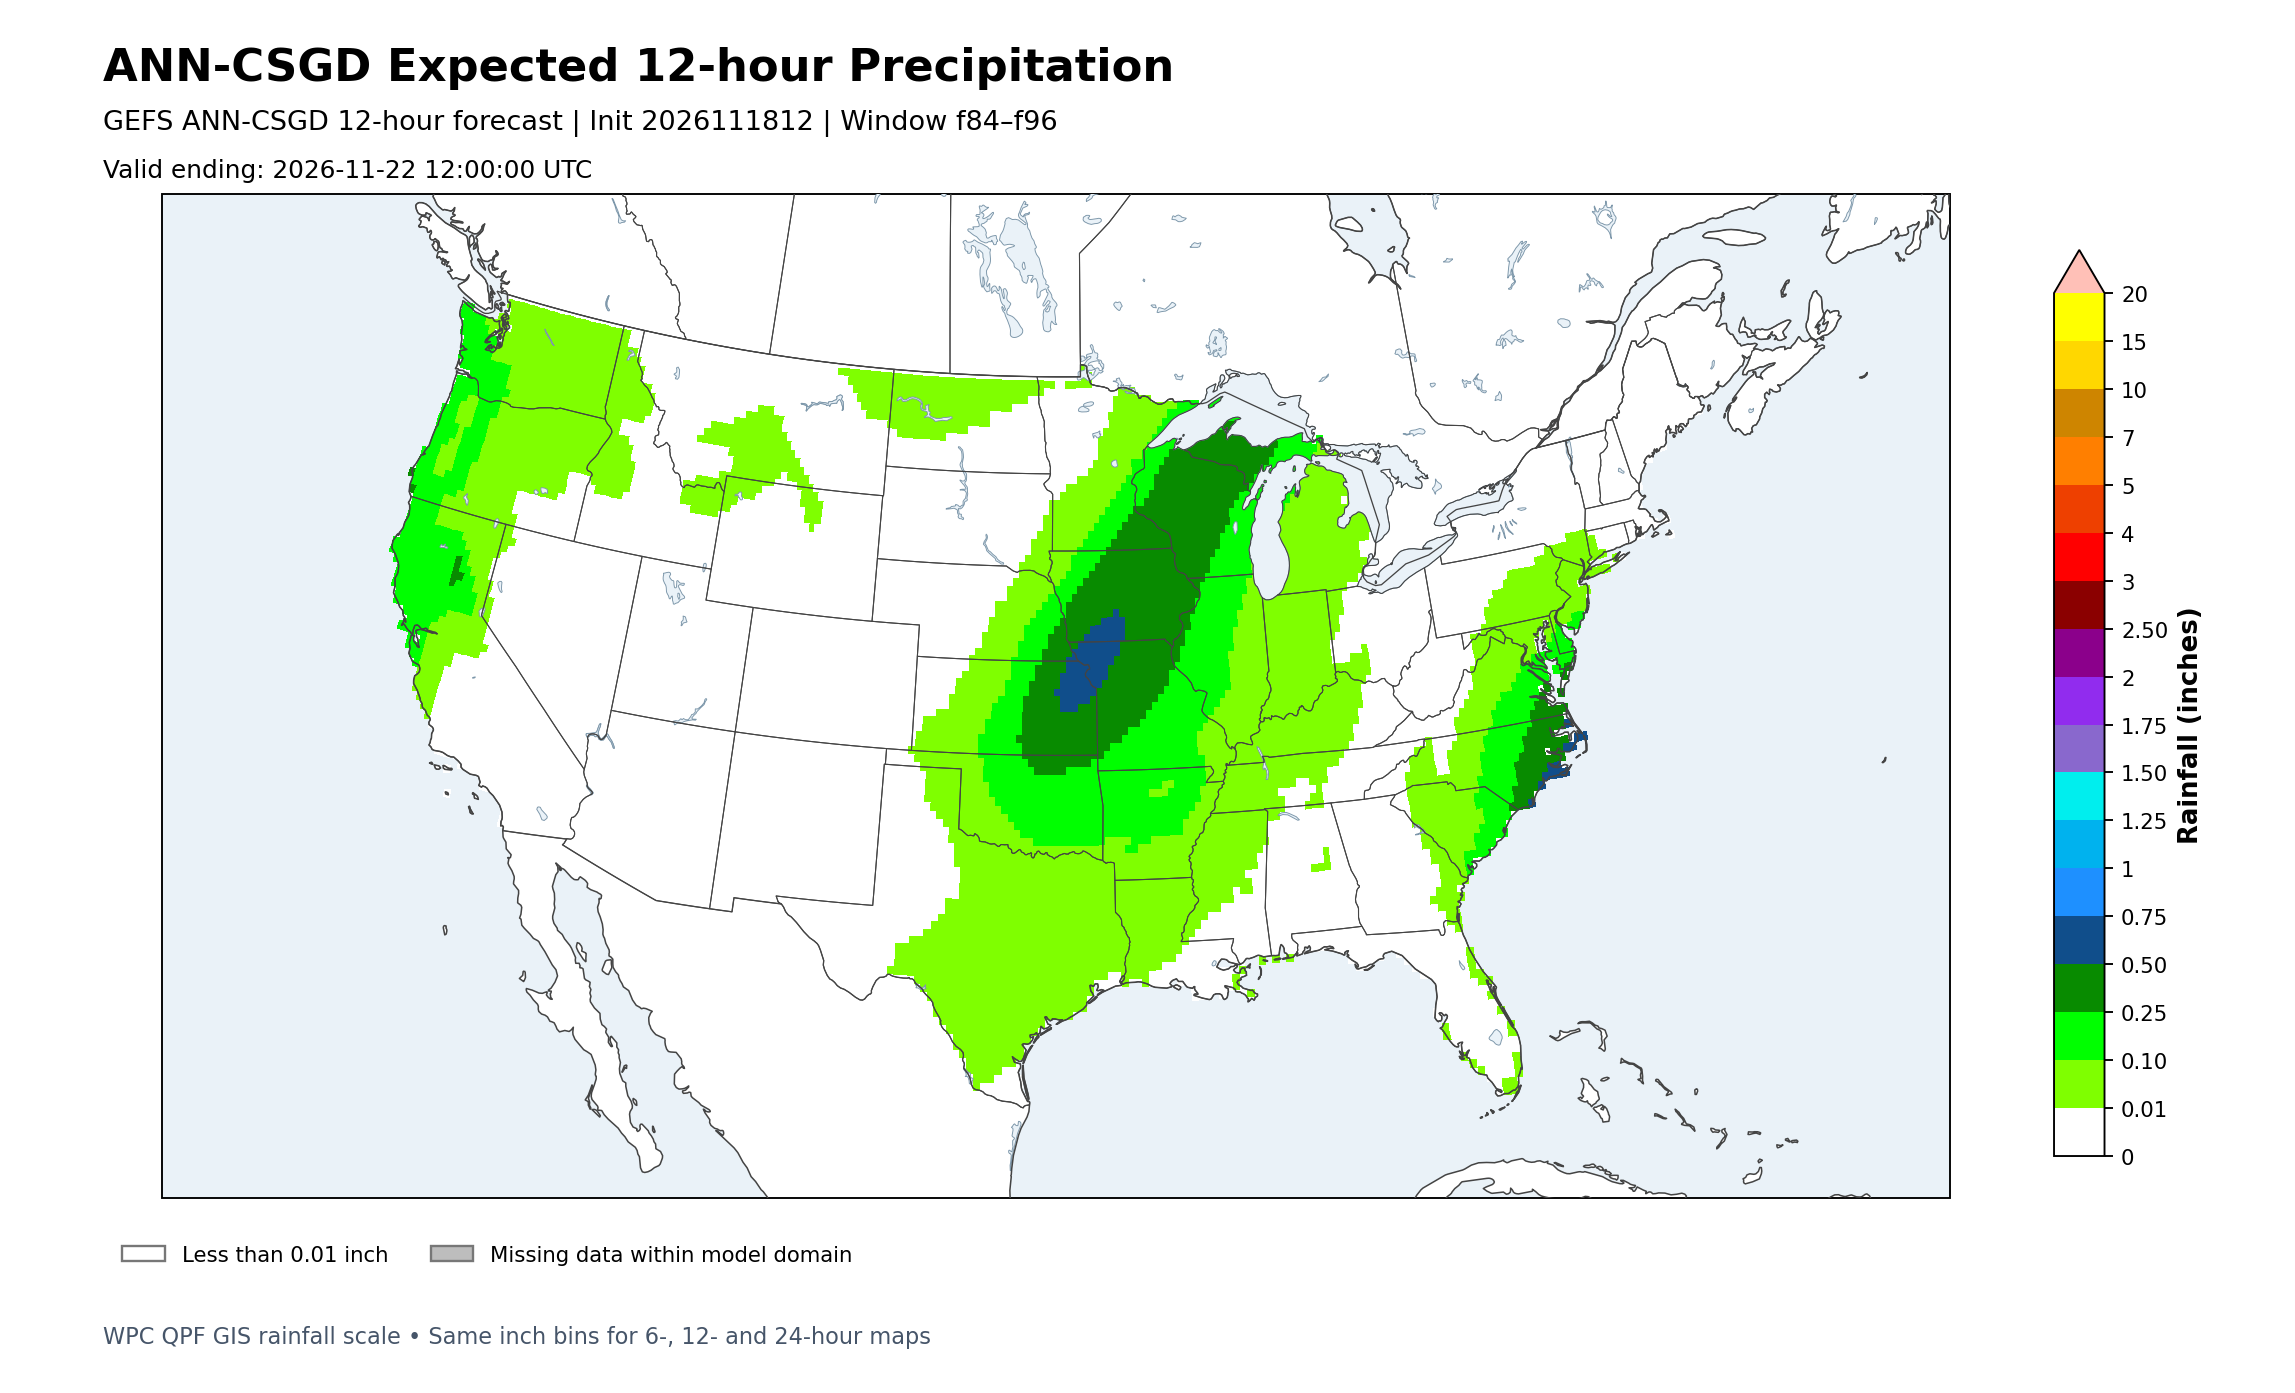 ANN-CSGD Expected 12-hour Precipitation
GEFS ANN-CSGD 12-hour forecast | Init 2026111812 | Window f84–f96
Valid ending: 2026-11-22 12:00:00 UTC
20
15
10
7
5
4
3
2.50
2
1.75
1.50
1.25
1
0.75
0.50
0.25
0.10
0.01
0
Rainfall (inches)
Less than 0.01 inch
Missing data within model domain
WPC QPF GIS rainfall scale • Same inch bins for 6-, 12- and 24-hour maps